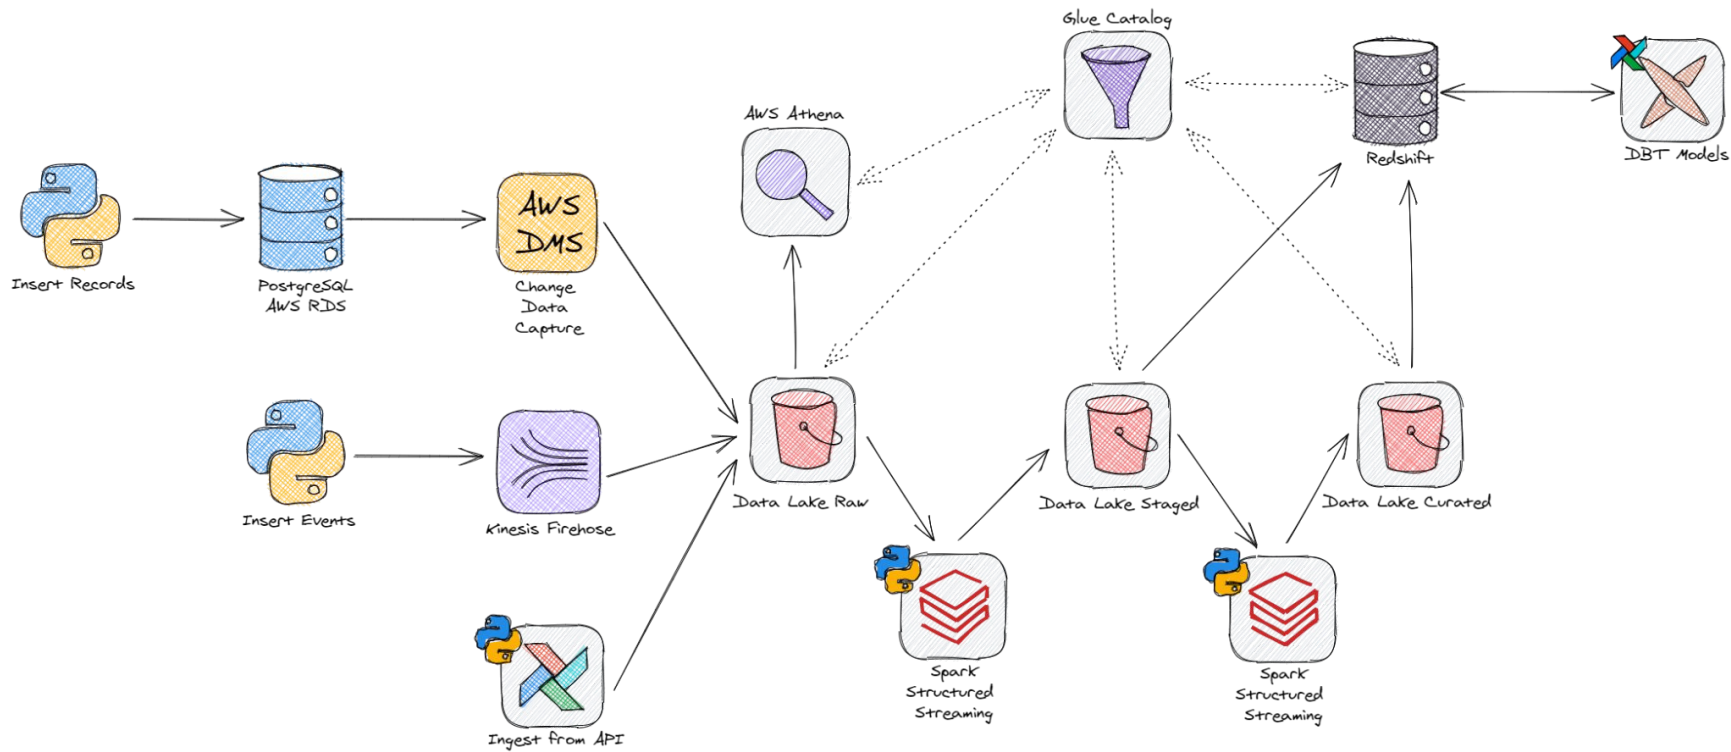 Glue Catalog
AWS Athena
Redshift
DBT Models
AWS
DMS
Insert Records
PostgreSQL
AWS RDS
Change
Data
Capture
Insert Events
Kinesis Firehose
Data Lake Raw
Data Lake Staged
Data Lake Curated
Ingest from API
Spark
Structured
Streaming
Spark
Structured
Streaming